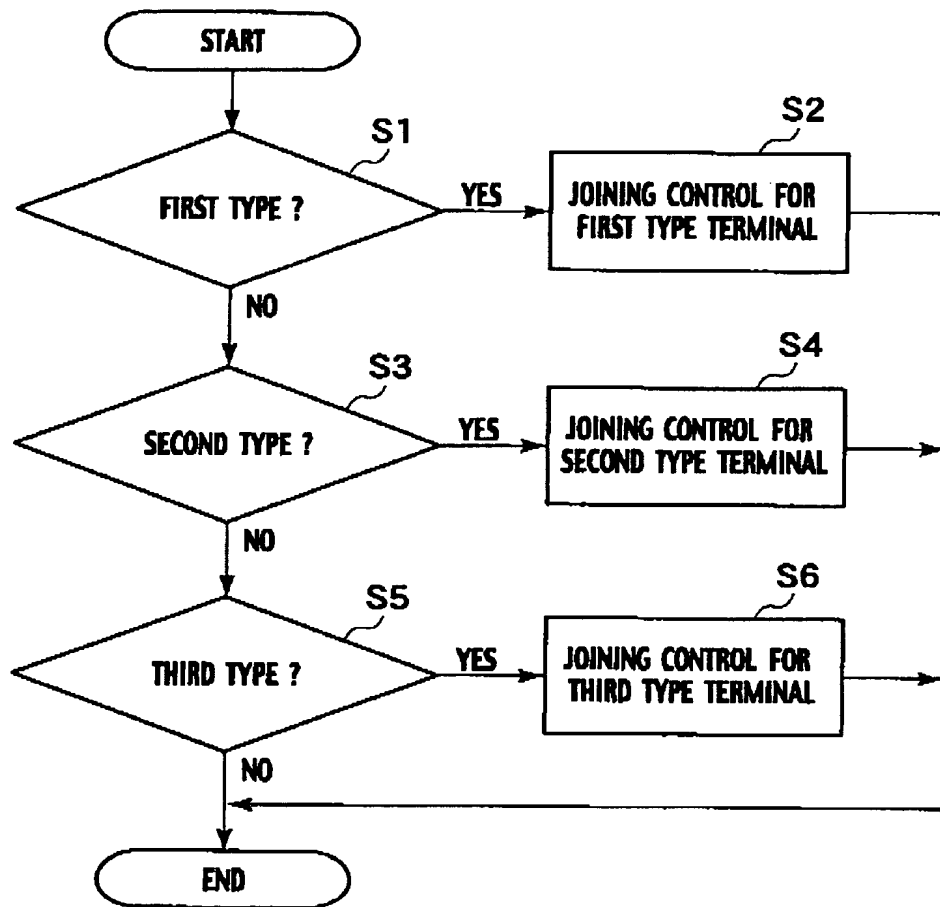 START
S1
FIRST TYPE ?
YES
S2
JOINING CONTROL FOR
FIRST TYPE TERMINAL
NO
S3
SECOND TYPE ?
YES
S4
JOINING CONTROL FOR
SECOND TYPE TERMINAL
NO
S5
THIRD TYPE ?
YES
S6
JOINING CONTROL FOR
THIRD TYPE TERMINAL
NO
END